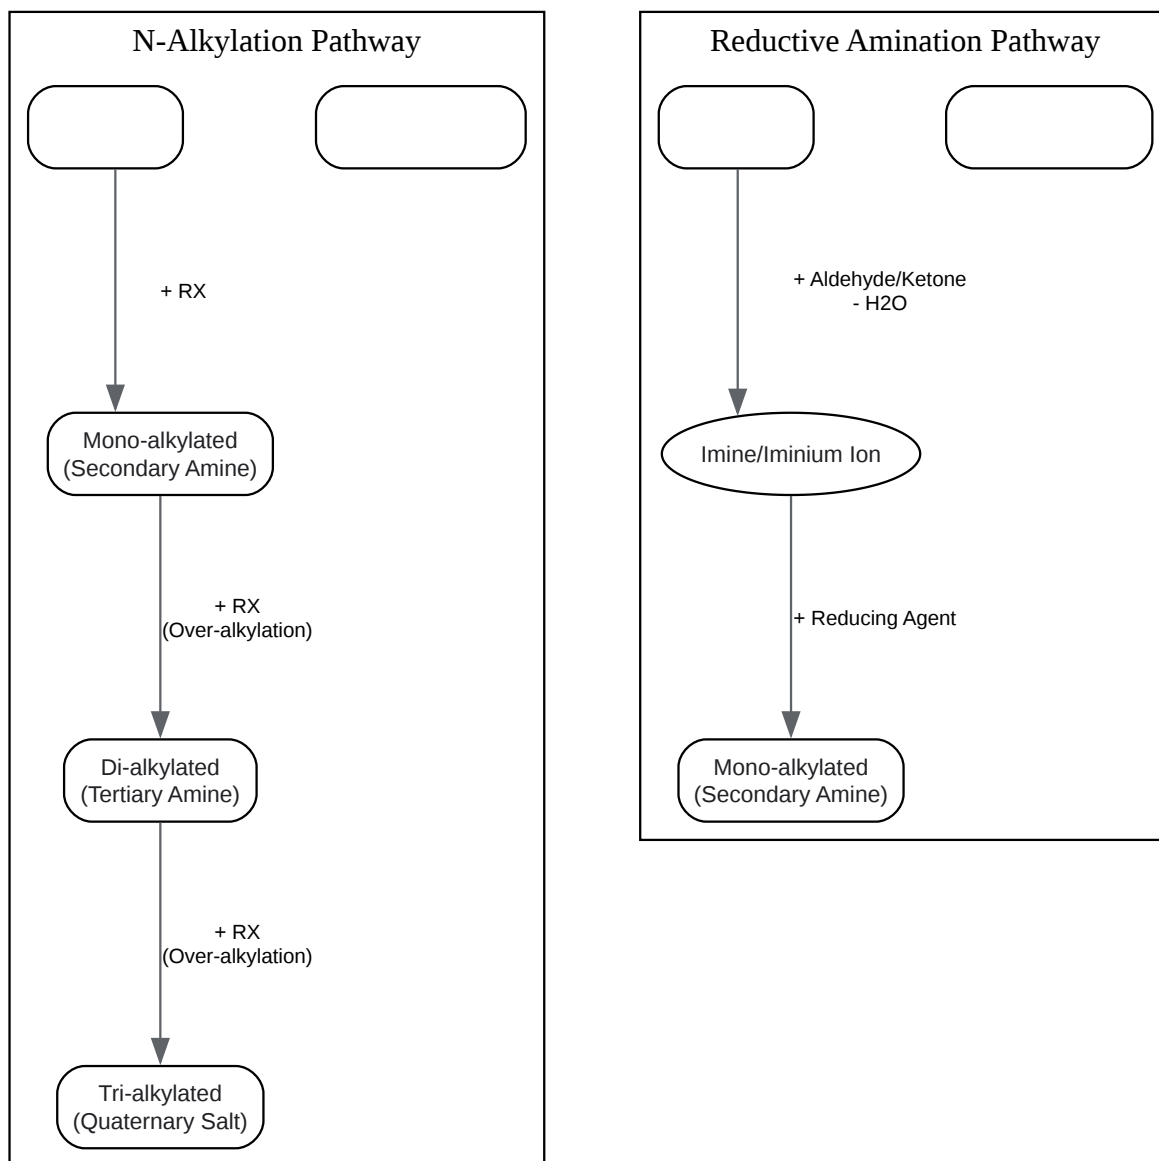 N-Alkylation Pathway
+ RX
Mono-alkylated
(Secondary Amine)
+ RX
(Over-alkylation)
Di-alkylated
(Tertiary Amine)
+ RX
(Over-alkylation)
Tri-alkylated
(Quaternary Salt)
Reductive Amination Pathway
+ Aldehyde/Ketone
- H2O
Imine/Iminium Ion
+ Reducing Agent
Mono-alkylated
(Secondary Amine)